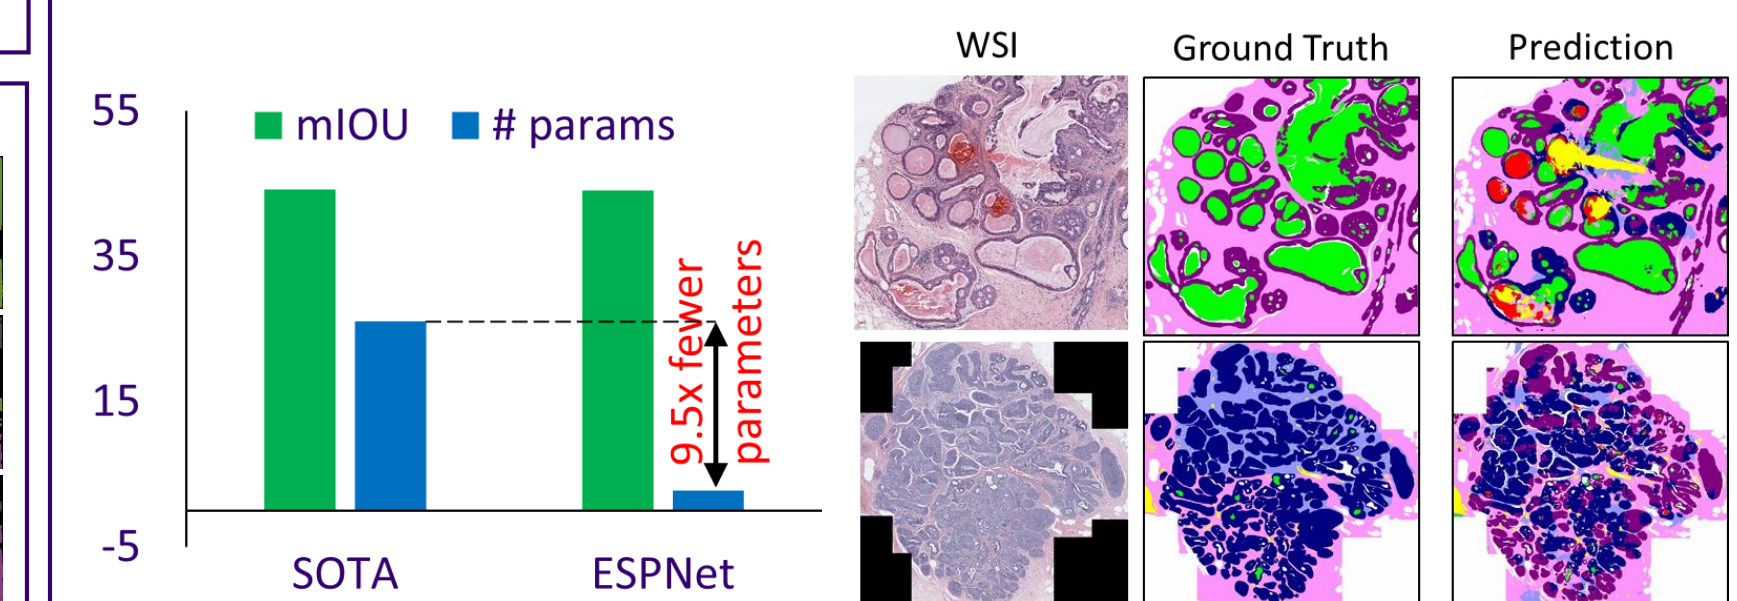 55
35
15
-5
mIOU
# params
9.5x fewer
parameters
SOTA
ESPNet
WSI
Ground Truth
Prediction